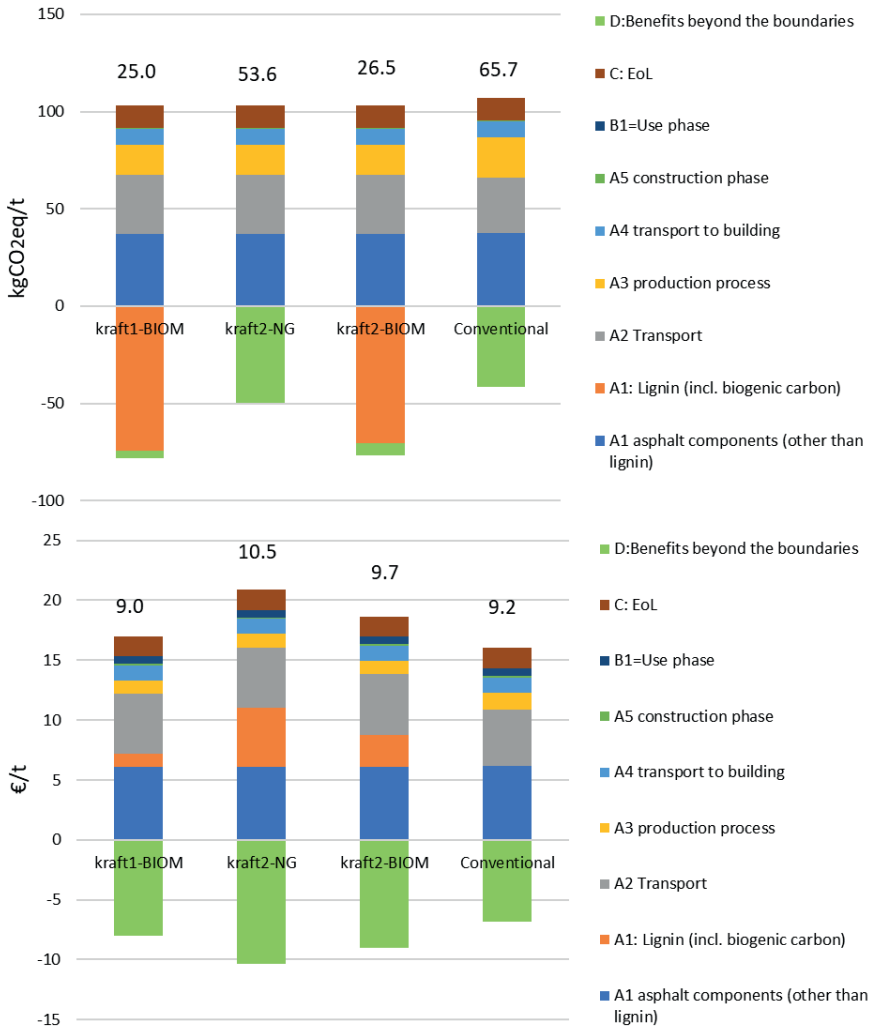 150
100
50
0
-50
-100
kgCO2eq/t
25.0
53.6
26.5
65.7
kraft1-BIOM
kraft2-NG
kraft2-BIOM
Conventional
D:Benefits beyond the boundaries
C: EoL
B1=Use phase
A5 construction phase
A4 transport to building
A3 production process
A2 Transport
A1: Lignin (incl. biogenic carbon)
A1 asphalt components (other than
lignin)
25
20
15
10
5
0
-5
-10
-15
€/t
9.0
10.5
9.7
9.2
kraft1-BIOM
kraft2-NG
kraft2-BIOM
Conventional
D:Benefits beyond the boundaries
C: EoL
B1=Use phase
A5 construction phase
A4 transport to building
A3 production process
A2 Transport
A1: Lignin (incl. biogenic carbon)
A1 asphalt components (other than
lignin)